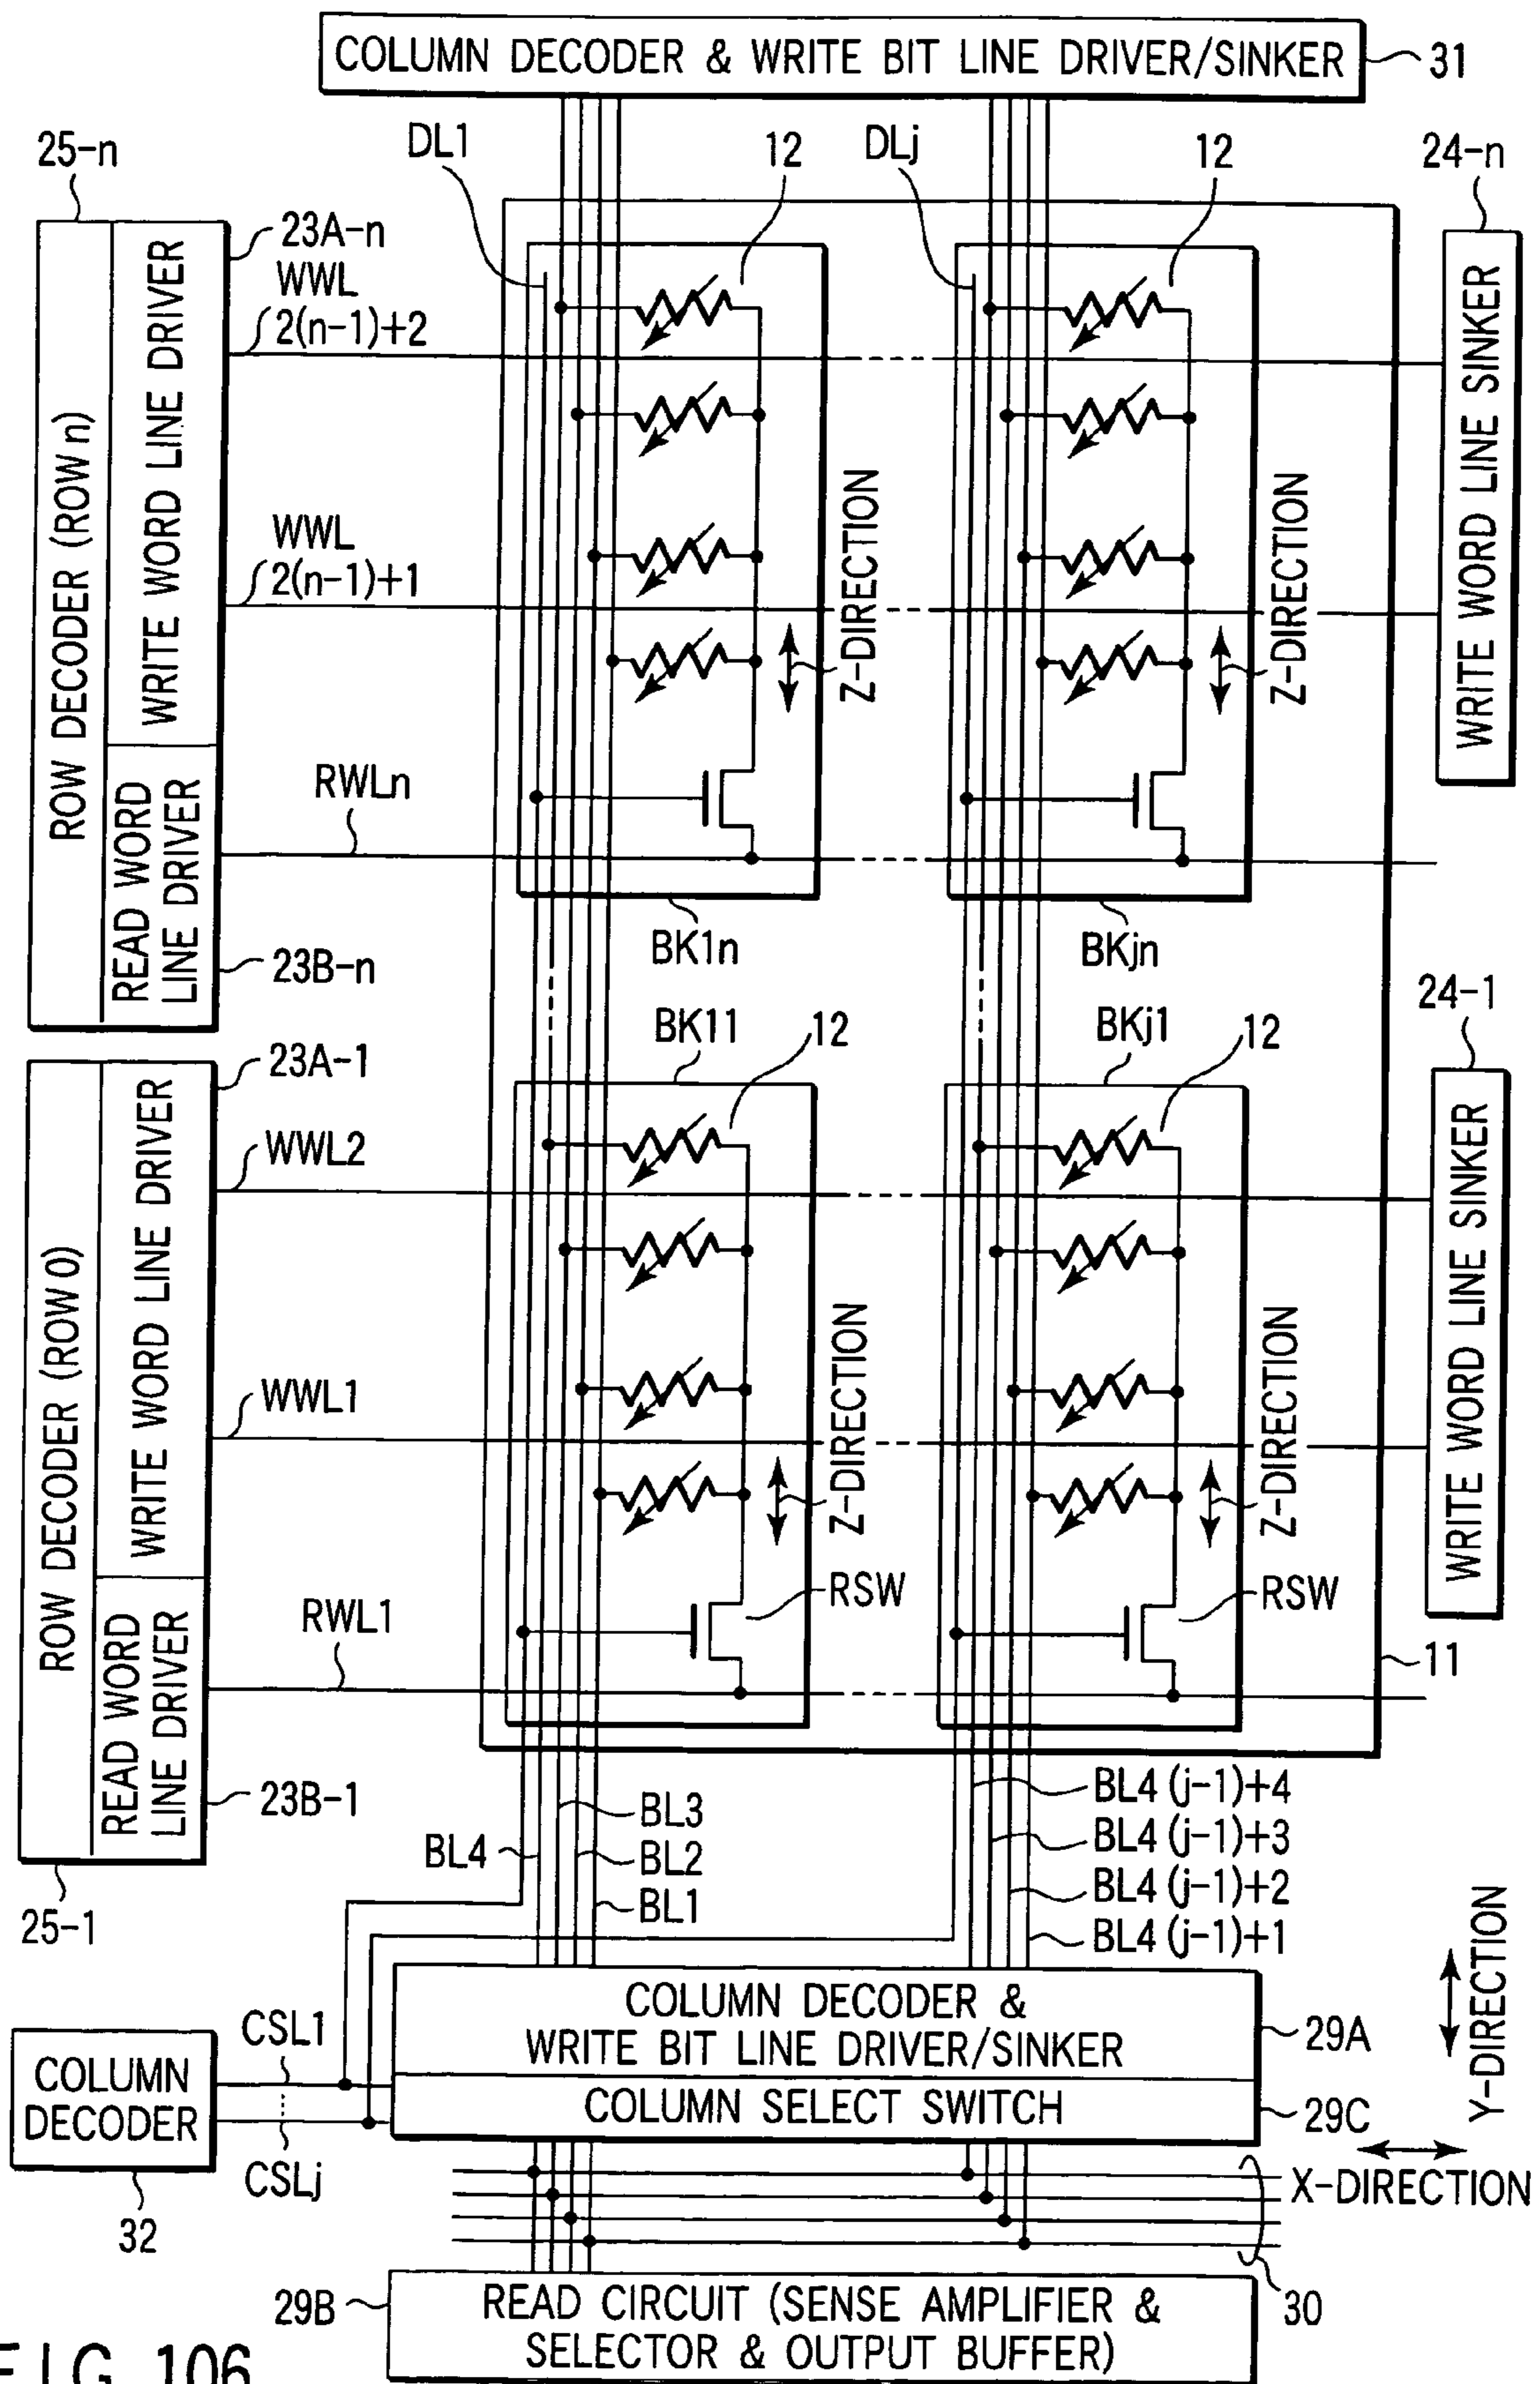 COLUMN DECODER & WRITE BIT LINE DRIVER/SINKER
31
25-n
DL1
12
DLj
12
24-n
ROW DECODER (ROW n)
WRITE WORD LINE DRIVER
READ WORD
LINE DRIVER
23A-n
WWL
2(n-1)+2
WWL
2(n-1)+1
RWLn
23B-n
Z-DIRECTION
Z-DIRECTION
WRITE WORD LINE SINKER
BK1n
BKjn
24-1
BK11
12
BKj1
12
ROW DECODER (ROW 0)
WRITE WORD LINE DRIVER
READ WORD
LINE DRIVER
23A-1
WWL2
WWL1
RWL1
23B-1
25-1
Z-DIRECTION
Z-DIRECTION
WRITE WORD LINE SINKER
RSW
RSW
11
BL4
BL3
BL2
BL1
BL4 (j-1)+4
BL4 (j-1)+3
BL4 (j-1)+2
BL4 (j-1)+1
Y-DIRECTION
X-DIRECTION
COLUMN DECODER &
WRITE BIT LINE DRIVER/SINKER
29A
COLUMN SELECT SWITCH
29C
COLUMN
DECODER
32
CSL1
CSLj
30
29B
READ CIRCUIT (SENSE AMPLIFIER &
SELECTOR & OUTPUT BUFFER)
FIG. 106